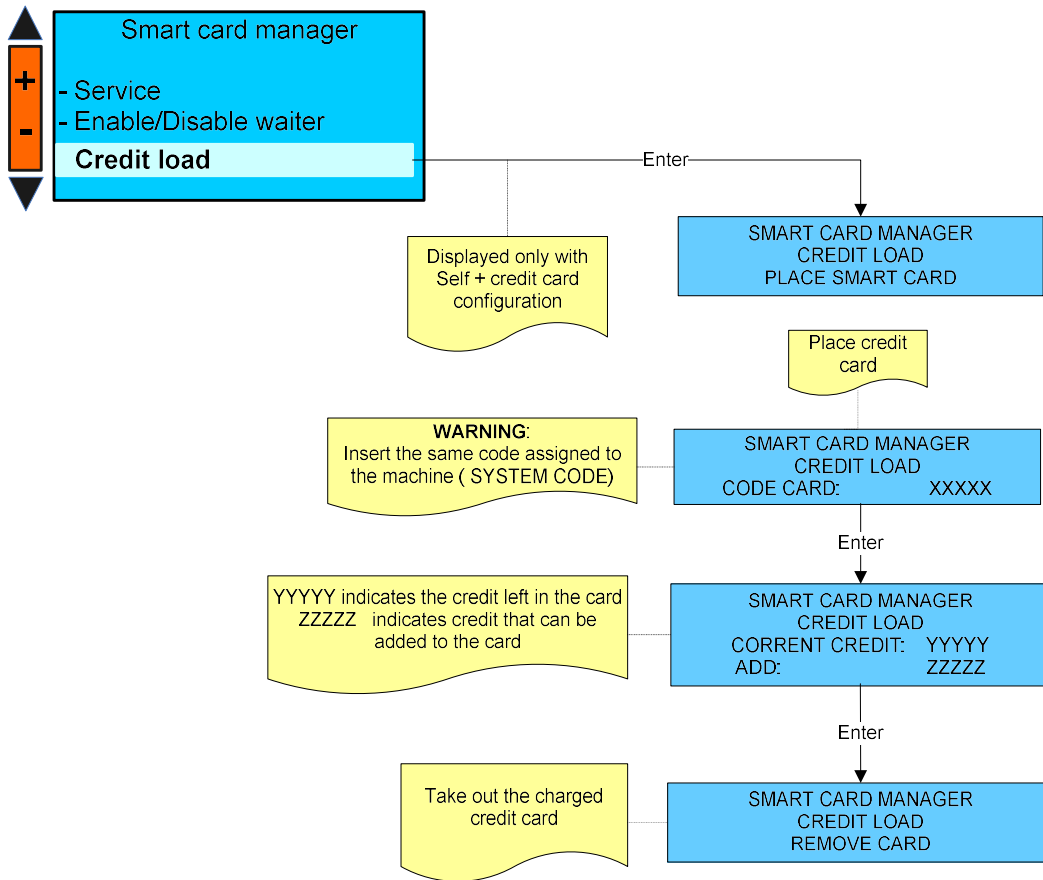 Smart card manager
+
-
- Service
- Enable/Disable waiter
Credit load
Enter
Displayed only with
Self + credit card
configuration
SMART CARD MANAGER
CREDIT LOAD
PLACE SMART CARD
Place credit
card
WARNING:
Insert the same code assigned to
the machine ( SYSTEM CODE)
SMART CARD MANAGER
CREDIT LOAD
CODE CARD: XXXXX
Enter
YYYYY indicates the credit left in the card
ZZZZZ indicates credit that can be
added to the card
SMART CARD MANAGER
CREDIT LOAD
CORRENT CREDIT: YYYYY
ADD: ZZZZZ
Enter
Take out the charged
credit card
SMART CARD MANAGER
CREDIT LOAD
REMOVE CARD